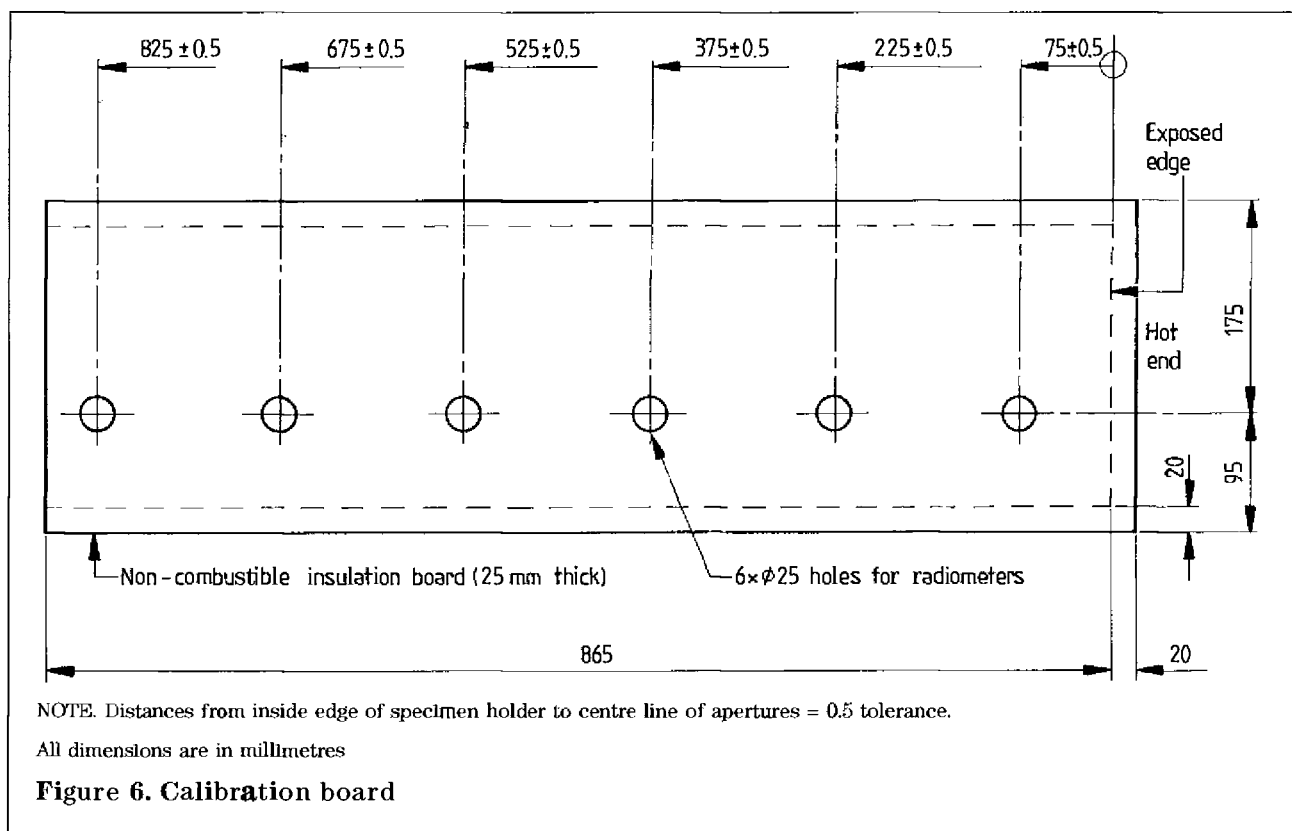 825±0.5 675±0.5 525±0.5 375±0.5 225±0.5 75±0.5
Exposed
edge
175
Hot
end
20
95
Non-combustible insulation board (25 mm thick)
6×ϕ25 holes for radiometers
865
20
NOTE. Distances from inside edge of specimen holder to centre line of apertures = 0.5 tolerance.
All dimensions are in millimetres
Figure 6. Calibration board